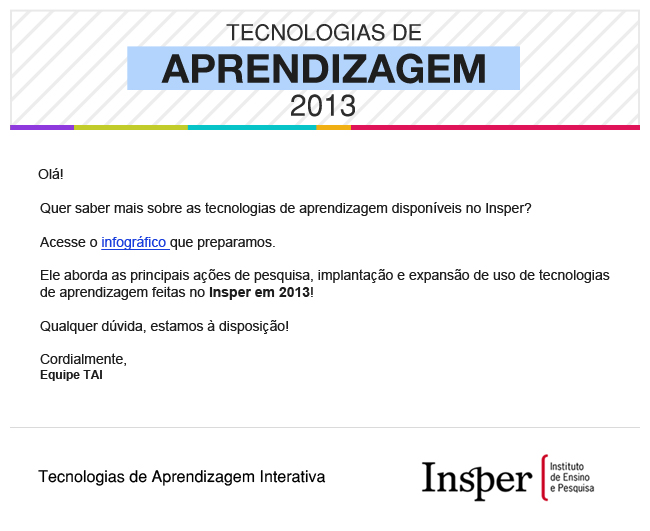 TECNOLOGIAS DE
APRENDIZAGEM
2013
Olá!
Quer saber mais sobre as tecnologias de aprendizagem disponíveis no Insper?
Acesse o infográfico que preparamos.
Ele aborda as principais ações de pesquisa, implantação e expansão de uso de tecnologias
de aprendizagem feitas no Insper em 2013!
Qualquer dúvida, estamos à disposição!
Cordialmente,
Equipe TAI
Tecnologias de Aprendizagem Interativa
Insper
Instituto
de Ensino
e Pesquisa